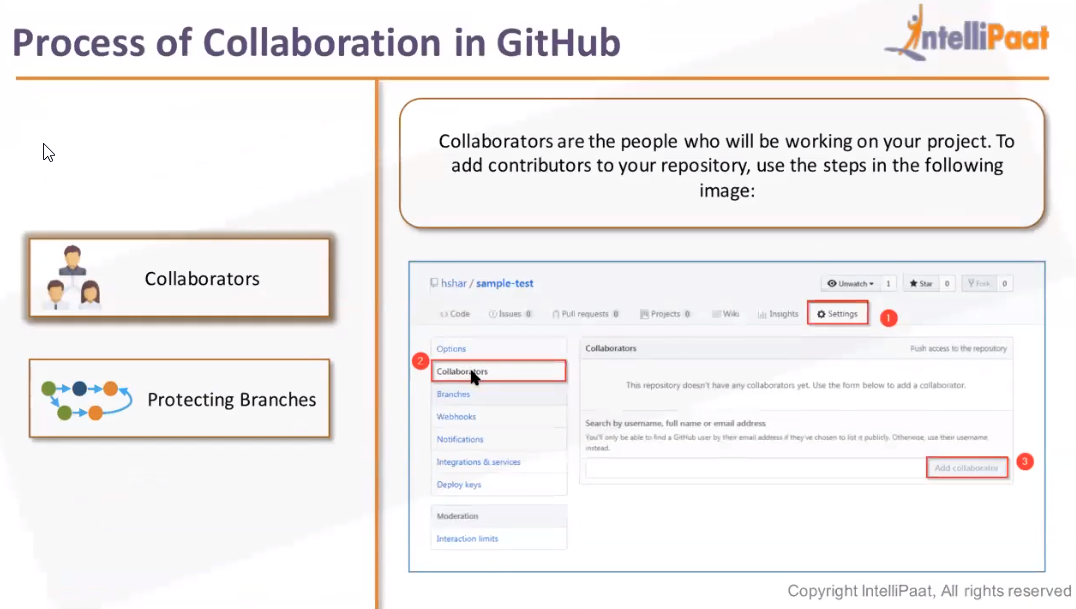 Process of Collaboration in GitHub
IntelliPaat
Collaborators are the people who will be working on your project. To
add contributors to your repository, use the steps in the following
image:
Collaborators
Protecting Branches
hshar / sample-test
Unwatch 1 Star 0 Fork 0
Code Issues 0 Pull requests 0 Projects 0 Wiki Insights Settings 1
Options
2 Collaborators
Branches
Webhooks
Notifications
Integrations & services
Deploy keys
Moderation
Interaction limits
Collaborators Push access to the repository
This repository doesn't have any collaborators yet. Use the form below to add a collaborator.
Search by username, full name or email address
You'll only be able to find a GitHub user by their email address if they've chosen to list it publicly. Otherwise, use their username
instead.
Add collaborator 3
Copyright IntelliPaat, All rights reserved